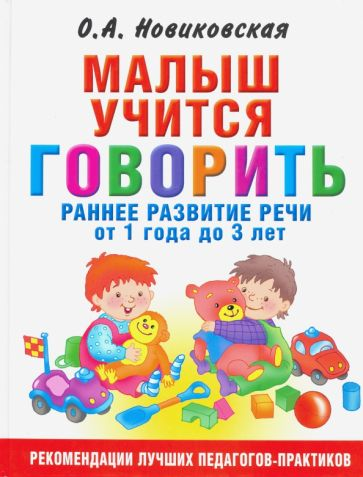 О.А. Новиковская
МАЛЫШ
УЧИТСЯ
ГОВОРИТЬ
РАННЕЕ РАЗВИТИЕ РЕЧИ
от 1 года до 3 лет
РЕКОМЕНДАЦИИ ЛУЧШИХ ПЕДАГОГОВ-ПРАКТИКОВ